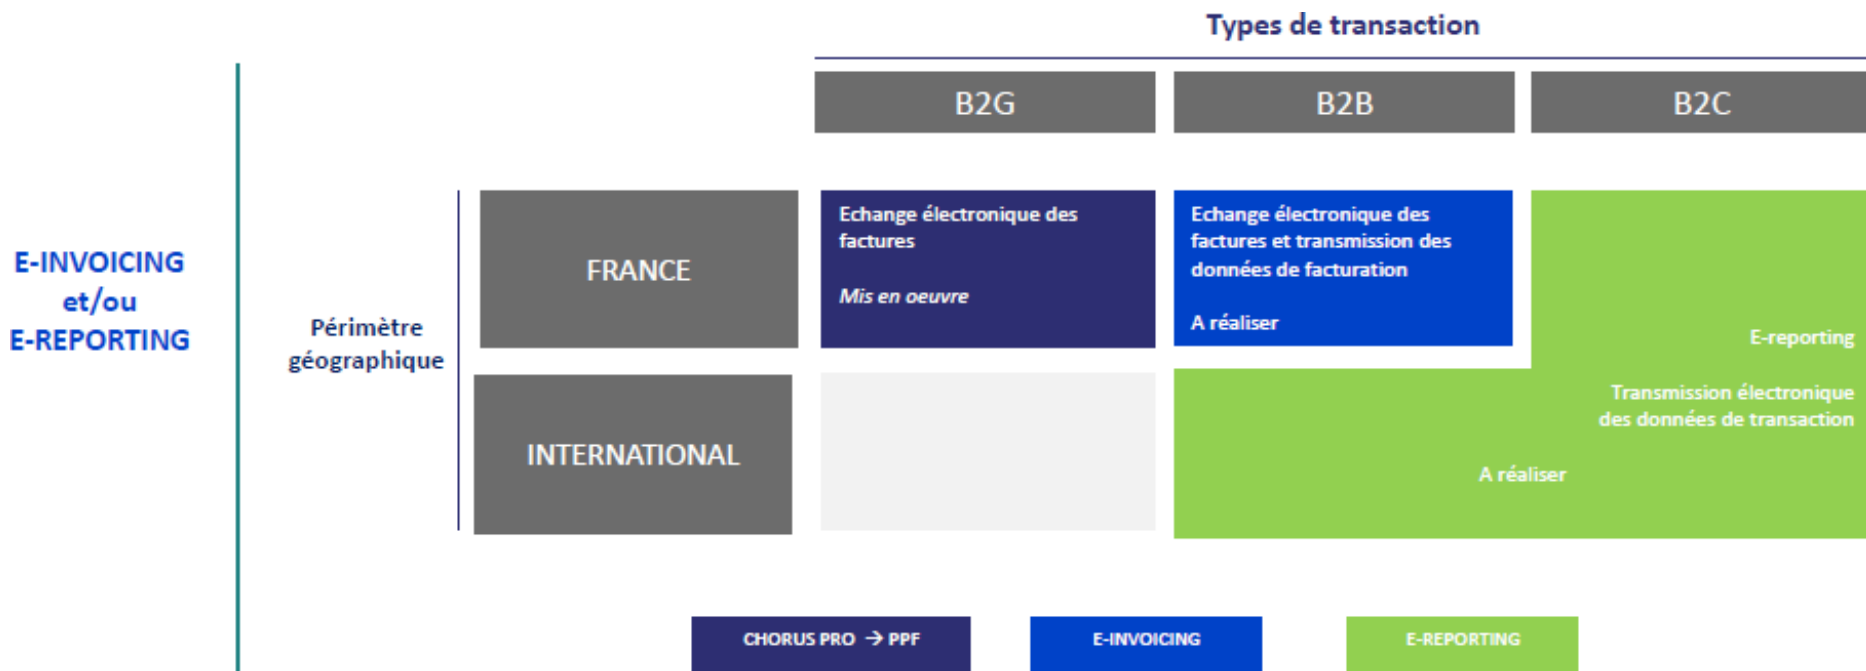 Types de transaction
B2G
B2B
B2C
E-INVOICING
et/ou
E-REPORTING
Périmètre
géographique
FRANCE
Echange électronique des
factures
Mis en oeuvre
Echange électronique des
factures et transmission des
données de facturation
A réaliser
INTERNATIONAL
E-reporting
Transmission électronique
des données de transaction
A réaliser
CHORUS PRO → PPF
E-INVOICING
E-REPORTING